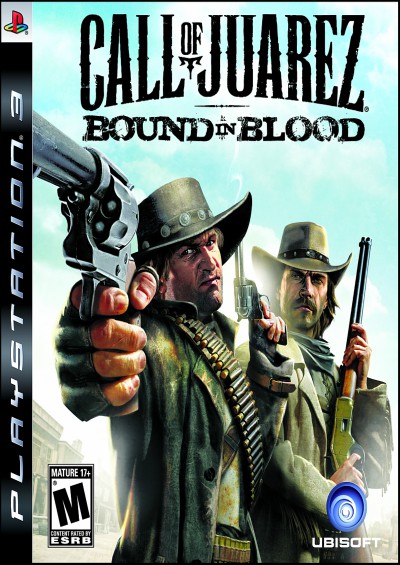 CALL OF JUAREZ
BOUND IN BLOOD
PLAYSTATION 3
MATURE 17+
M
CONTENT RATED BY
ESRB
UBISOFT